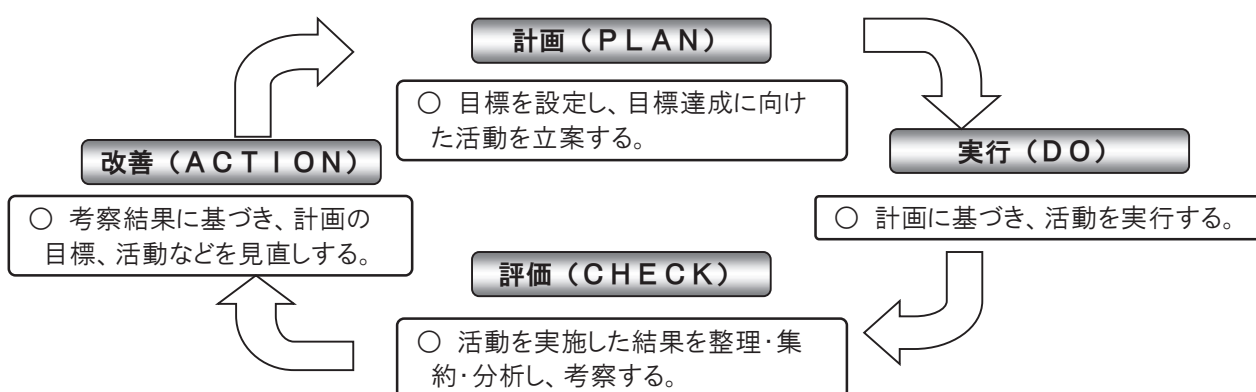 計画（ＰＬＡＮ）
○ 目標を設定し、目標達成に向け
た活動を立案する。
実行（ＤＯ）
○ 計画に基づき、活動を実行する。
評価（ＣＨＥＣＫ）
○ 活動を実施した結果を整理・集
約・分析し、考察する。
改善（ＡＣＴＩＯＮ）
○ 考察結果に基づき、計画の
目標、活動などを見直しする。